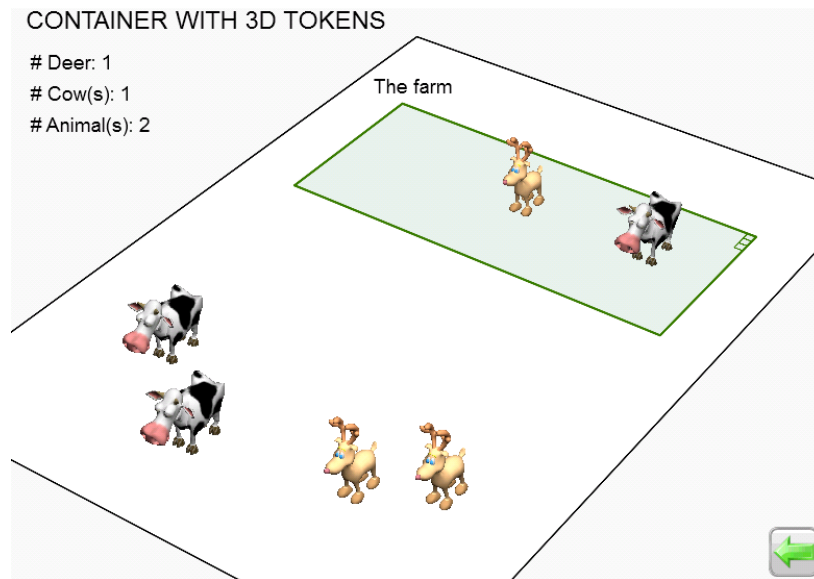 CONTAINER WITH 3D TOKENS
# Deer: 1
# Cow(s): 1
# Animal(s): 2
The farm